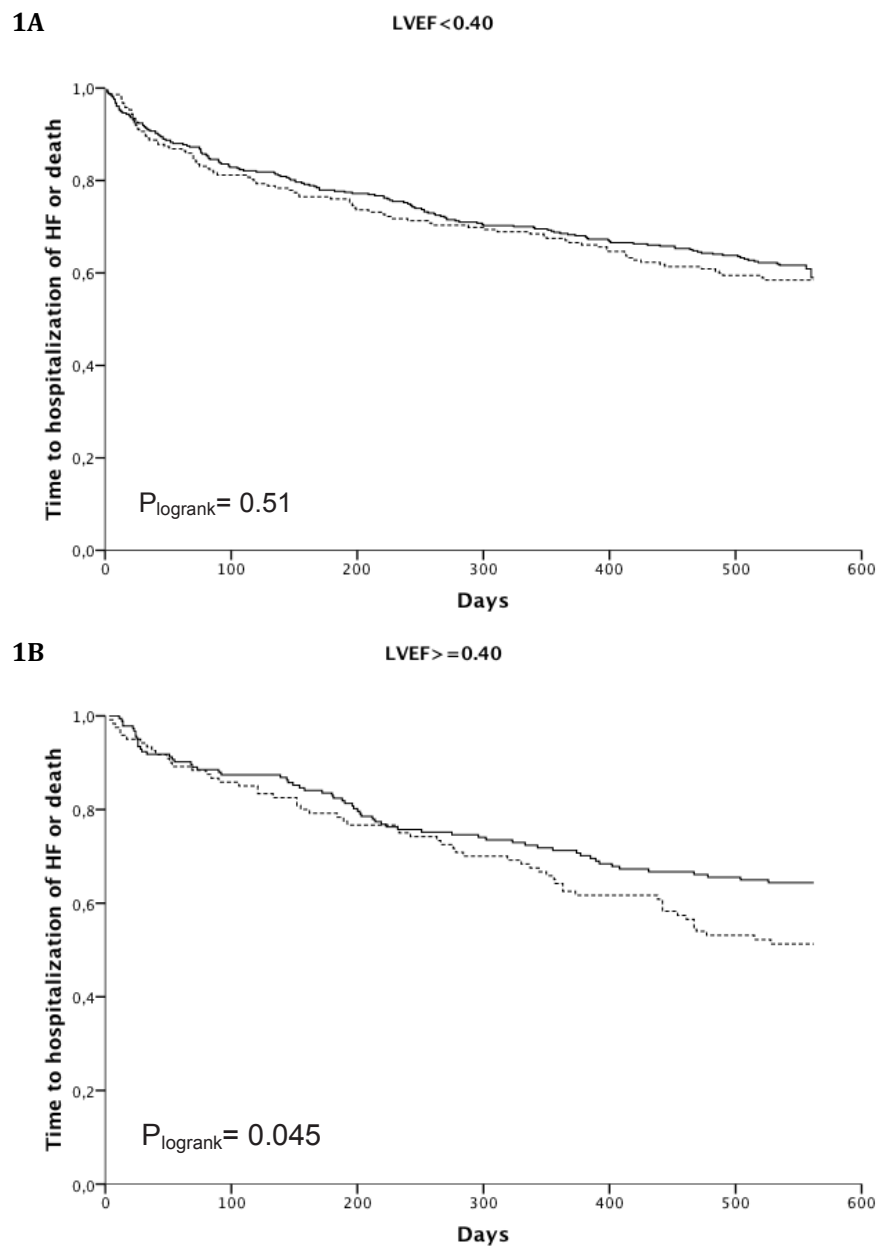 1A
LVEF<0.40
1,0
0,8
0,6
0,4
0,2
0,0
Time to hospitalization of HF or death
Plogrank= 0.51
0 100 200 300 400 500 600
Days
1B
LVEF>=0.40
1,0
0,8
0,6
0,4
0,2
0,0
Time to hospitalization of HF or death
Plogrank= 0.045
0 100 200 300 400 500 600
Days